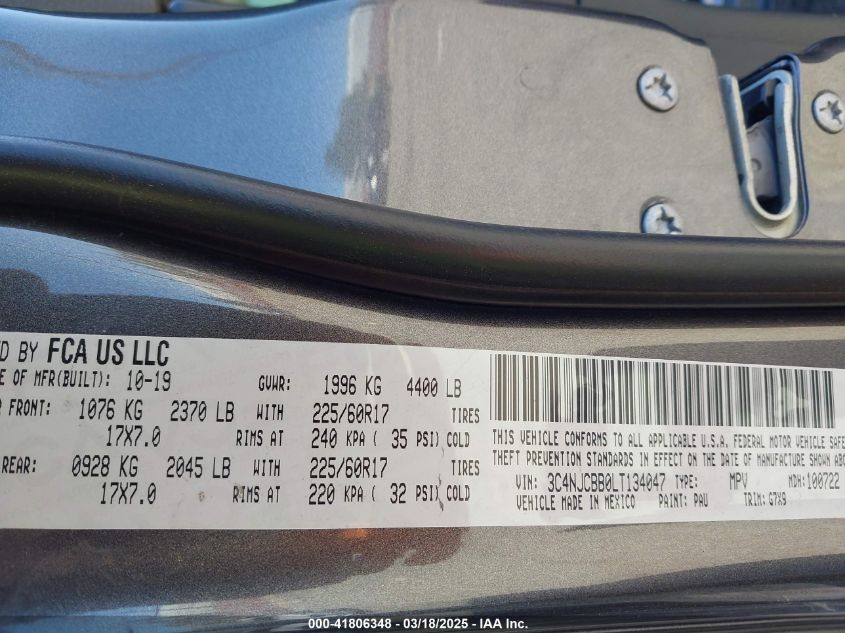 ED BY FCA US LLC
E OF MFR(BUILT): 10-19 GVWR: 1996 KG 4400 LB
FRONT: 1076 KG 2370 LB WITH 225/60R17 TIRES
17X7.0 RIMS AT 240 KPA ( 35 PSI) COLD
REAR: 0928 KG 2045 LB WITH 225/60R17 TIRES
17X7.0 RIMS AT 220 KPA ( 32 PSI) COLD
THIS VEHICLE CONFORMS TO ALL APPLICABLE U.S.A. FEDERAL MOTOR VEHICLE SAFE
THEFT PREVENTION STANDARDS IN EFFECT ON THE DATE OF MANUFACTURE SHOWN ABO
VIN: 3C4NJCBB0LT134047 TYPE: MPV MDH: 100722
VEHICLE MADE IN MEXICO PAINT: PAU TRIM: G7X9
000-41806348 — 03/18/2025 — IAA Inc.